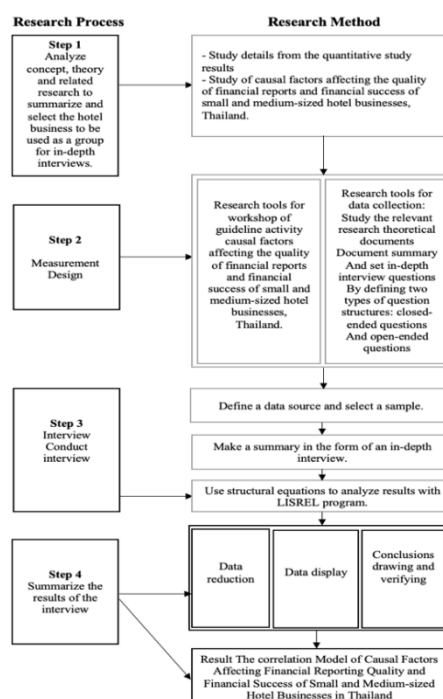 Research Process
Research Method
Step 1
Analyze
concept, theory
and related
research to
summarize and
select the hotel
business to be
used as a group
for in-depth
interviews.
- Study details from the quantitative study
results
- Study of causal factors affecting the quality
of financial reports and financial success of
small and medium-sized hotel businesses,
Thailand.
Step 2
Measurement
Design
Research tools for
workshop of
guideline activity
causal factors
affecting the quality
of financial reports
and financial
success of small and
medium-sized hotel
businesses,
Thailand.
Research tools for
data collection:
Study the relevant
research theoretical
documents
Document summary
And set in-depth
interview questions
By defining two
types of question
structures: closed-
ended questions
And open-ended
questions
Step 3
Interview
Conduct
interview
Define a data source and select a sample.
Make a summary in the form of an in-depth
interview.
Use structural equations to analyze results with
LISREL program.
Step 4
Summarize the
results of the
interview
Data
reduction
Data display
Conclusions
drawing and
verifying
Result The correlation Model of Causal Factors
Affecting Financial Reporting Quality and
Financial Success of Small and Medium-sized
Hotel Businesses in Thailand